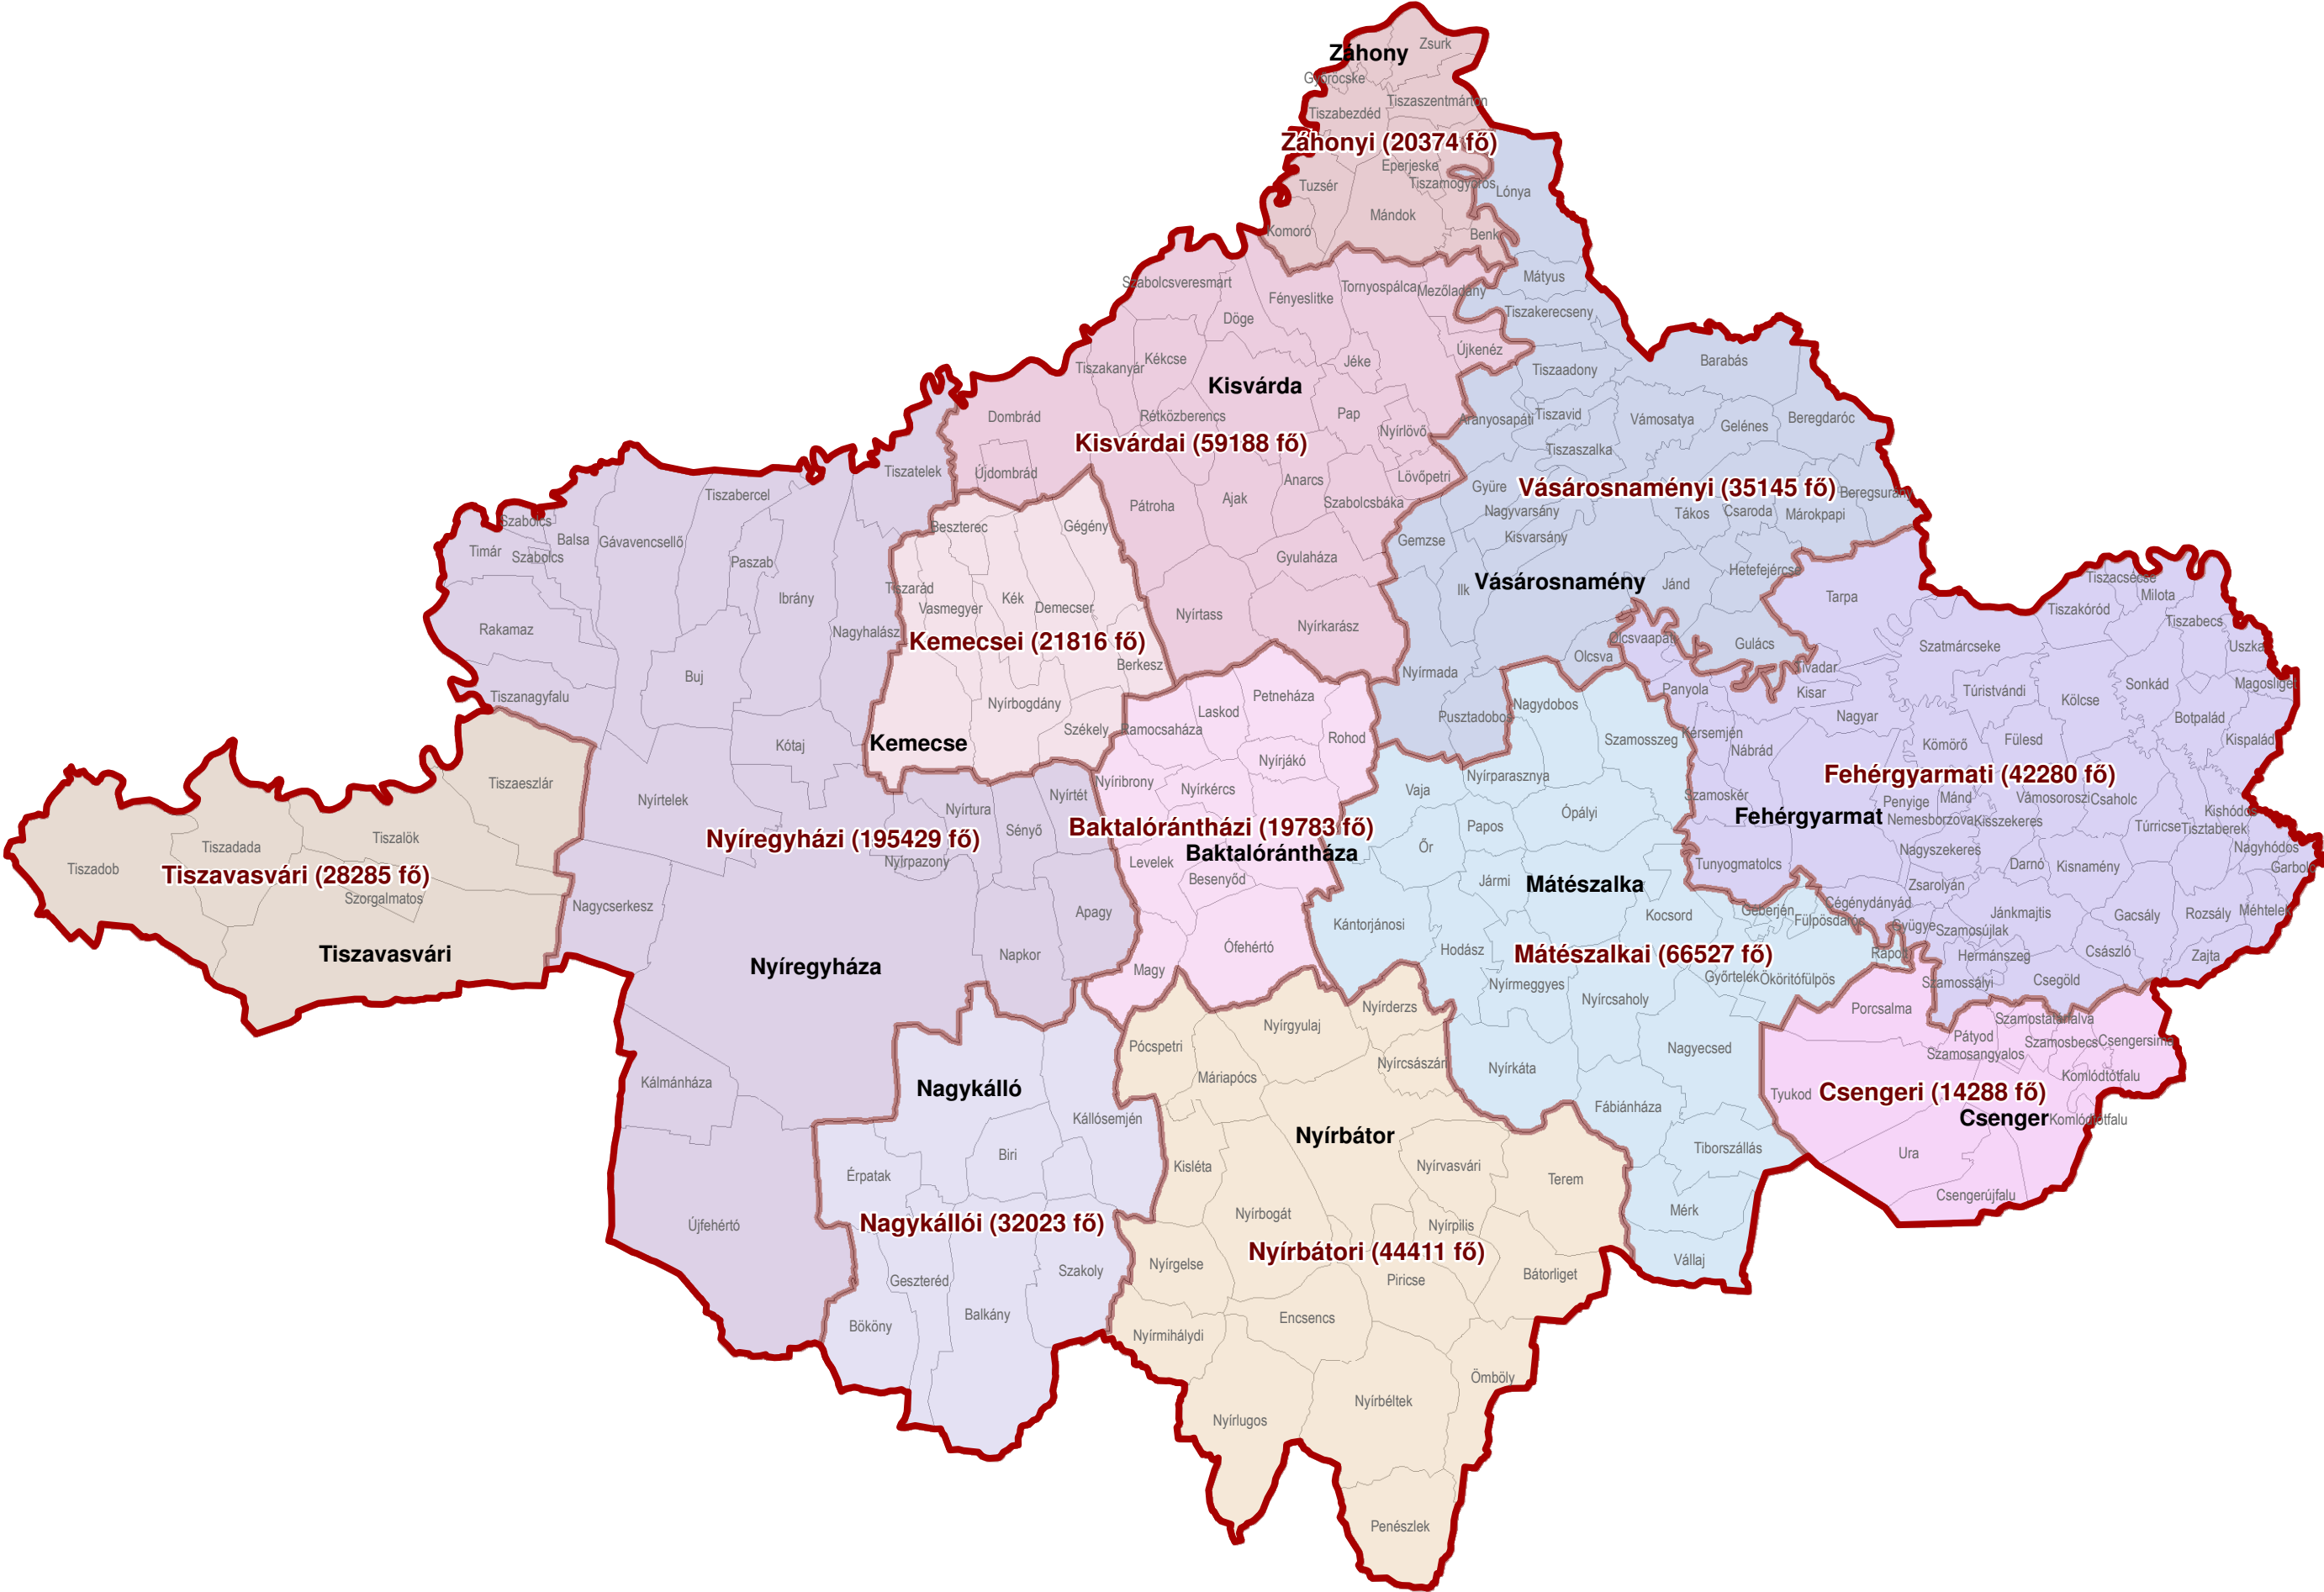 Zsurk
Záhony
Győröcske
Tiszaszentmárton
Tiszabezdéd
Záhonyi (20374 fő)
Eperjeske
Tiszamogyorós
Tuzsér
Lónya
Mándok
Komoró
Benk
Mátyus
Szabolcsveresmart
Tornyospálca
Mezőladány
Fényeslitke
Tiszakerecseny
Döge
Újkenéz
Kékcse
Jéke
Barabás
Tiszakanyár
Tiszaadony
Kisvárda
Dombrád
Rétközberencs
Pap
Aranyosapáti
Tiszavid
Vámosatya
Beregdaróc
Gelénes
Nyírlövő
Kisvárdai (59188 fő)
Tiszaszalka
Tiszatelek
Újdombrád
Anarcs
Lövőpetri
Gyüre
Vásárosnaményi (35145 fő)
Beregsurány
Tiszabercel
Pátroha
Ajak
Szabolcsbáka
Nagyvarsány
Tákos
Csaroda
Márokpapi
Szabolcs
Beszterec
Gégény
Balsa
Gávavencsellő
Kisvarsány
Gemzse
Timár
Szabolcs
Paszab
Gyulaháza
Hetefejércse
Vásárosnamény
Jánd
Tiszacsécse
Tiszarád
Ilk
Milota
Ibrány
Kék
Vasmegyer
Demecser
Tarpa
Tiszakóród
Nyírtass
Nyírkarász
Tiszabecs
Rakamaz
Nagyhalász
Kemecsei (21816 fő)
Olcsvaapáti
Gulács
Szatmárcseke
Uszka
Olcsva
Berkesz
Nyírmada
Tivadar
Buj
Sonkád
Magosliget
Tiszanagyfalu
Petneháza
Panyola
Kisar
Túristvándi
Kölcse
Nyírbogdány
Laskod
Nagydobos
Pusztadobos
Nagyar
Botpalád
Székely
Ramocsaháza
Rohod
Kérsemjén
Kemecse
Kótaj
Szamosszeg
Nábrád
Kömörő
Fülesd
Kispalád
Nyírjákó
Nyírparasznya
Fehérgyarmati (42280 fő)
Tiszaeszlár
Nyíribrony
Nyírkércs
Vaja
Nyírtelek
Nyírtét
Szamoskér
Penyige
Mánd
Vámosoroszi
Csaholc
Nyírtura
Ópályi
Fehérgyarmat
Kishódos
Nemesborzova
Kisszekeres
Nyíregyházi (195429 fő)
Sényő
Baktalórántházi (19783 fő)
Papos
Túrricse
Tisztaberek
Tiszalök
Tiszadada
Őr
Baktalórántháza
Nagyszekeres
Nagyhódos
Nyírpazony
Levelek
Tunyogmatolcs
Darnó
Kisnamény
Garbolc
Tiszadob
Tiszavasvári (28285 fő)
Besenyőd
Jármi
Mátészalka
Zsarolyán
Szorgalmatos
Nagycserkesz
Apagy
Kocsord
Géberjén
Cégénydányád
Fülpösdaróc
Jánkmajtis
Gacsály
Rozsály
Méhtelek
Kántorjánosi
Gyügye
Szamosújlak
Tiszavasvári
Ófehértó
Hodász
Mátészalkai (66527 fő)
Rápolt
Hermánszeg
Császló
Zajta
Nyíregyháza
Napkor
Magy
Győrtelek
Ököritófülpös
Nyírmeggyes
Szamossályi
Csegöld
Nyírcsaholy
Nyírderzs
Porcsalma
Nyírgyulaj
Szamostatárfalva
Pátyod
Szamosbecs
Csengersima
Pócspetri
Nagyecsed
Szamosangyalos
Nyírcsászári
Nyírkáta
Kálmánháza
Máriapócs
Komlódtótfalu
Nagykálló
Csengeri (14288 fő)
Tyukod
Fábiánháza
Kállósemjén
Csenger
Komlódtótfalu
Nyírbátor
Tiborszállás
Biri
Ura
Kisléta
Nyírvasvári
Érpatak
Terem
Csengerújfalu
Nyírbogát
Mérk
Újfehértó
Nagykállói (32023 fő)
Nyírpilis
Nyírbátori (44411 fő)
Vállaj
Nyírgelse
Szakoly
Bátorliget
Geszteréd
Piricse
Balkány
Encsencs
Bököny
Nyírmihálydi
Ömböly
Nyírbéltek
Nyírlugos
Penészlek